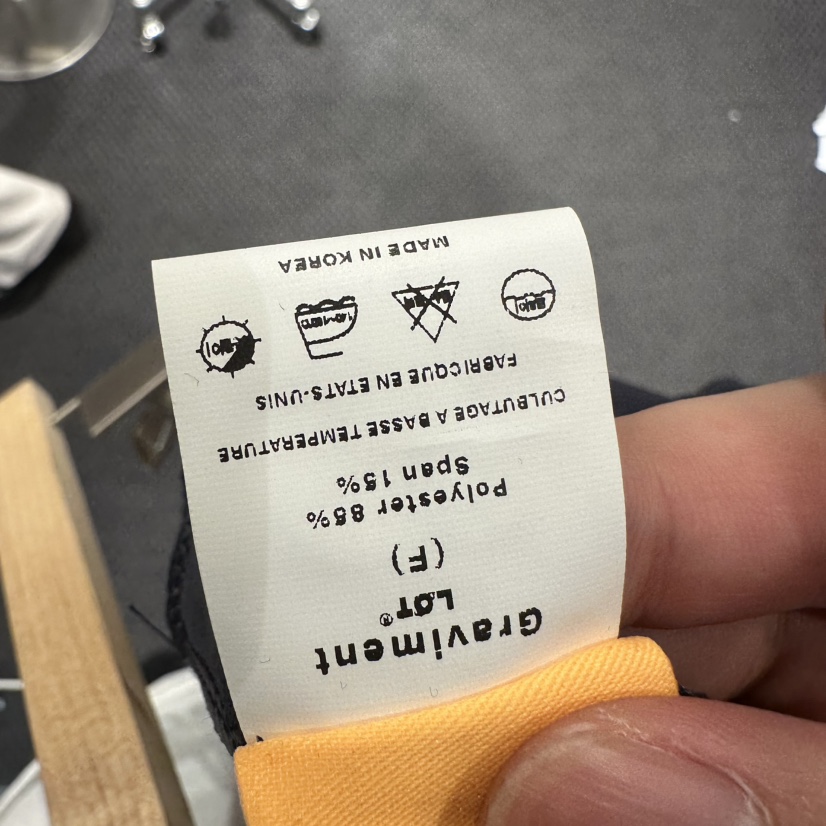 Graviment
LOT®
(F)
Polyester 85%
Span 15%
CULBUTAGE A BASSE TEMPERATURE
FABRICQUE EN ETATS-UNIS
MADE IN KOREA